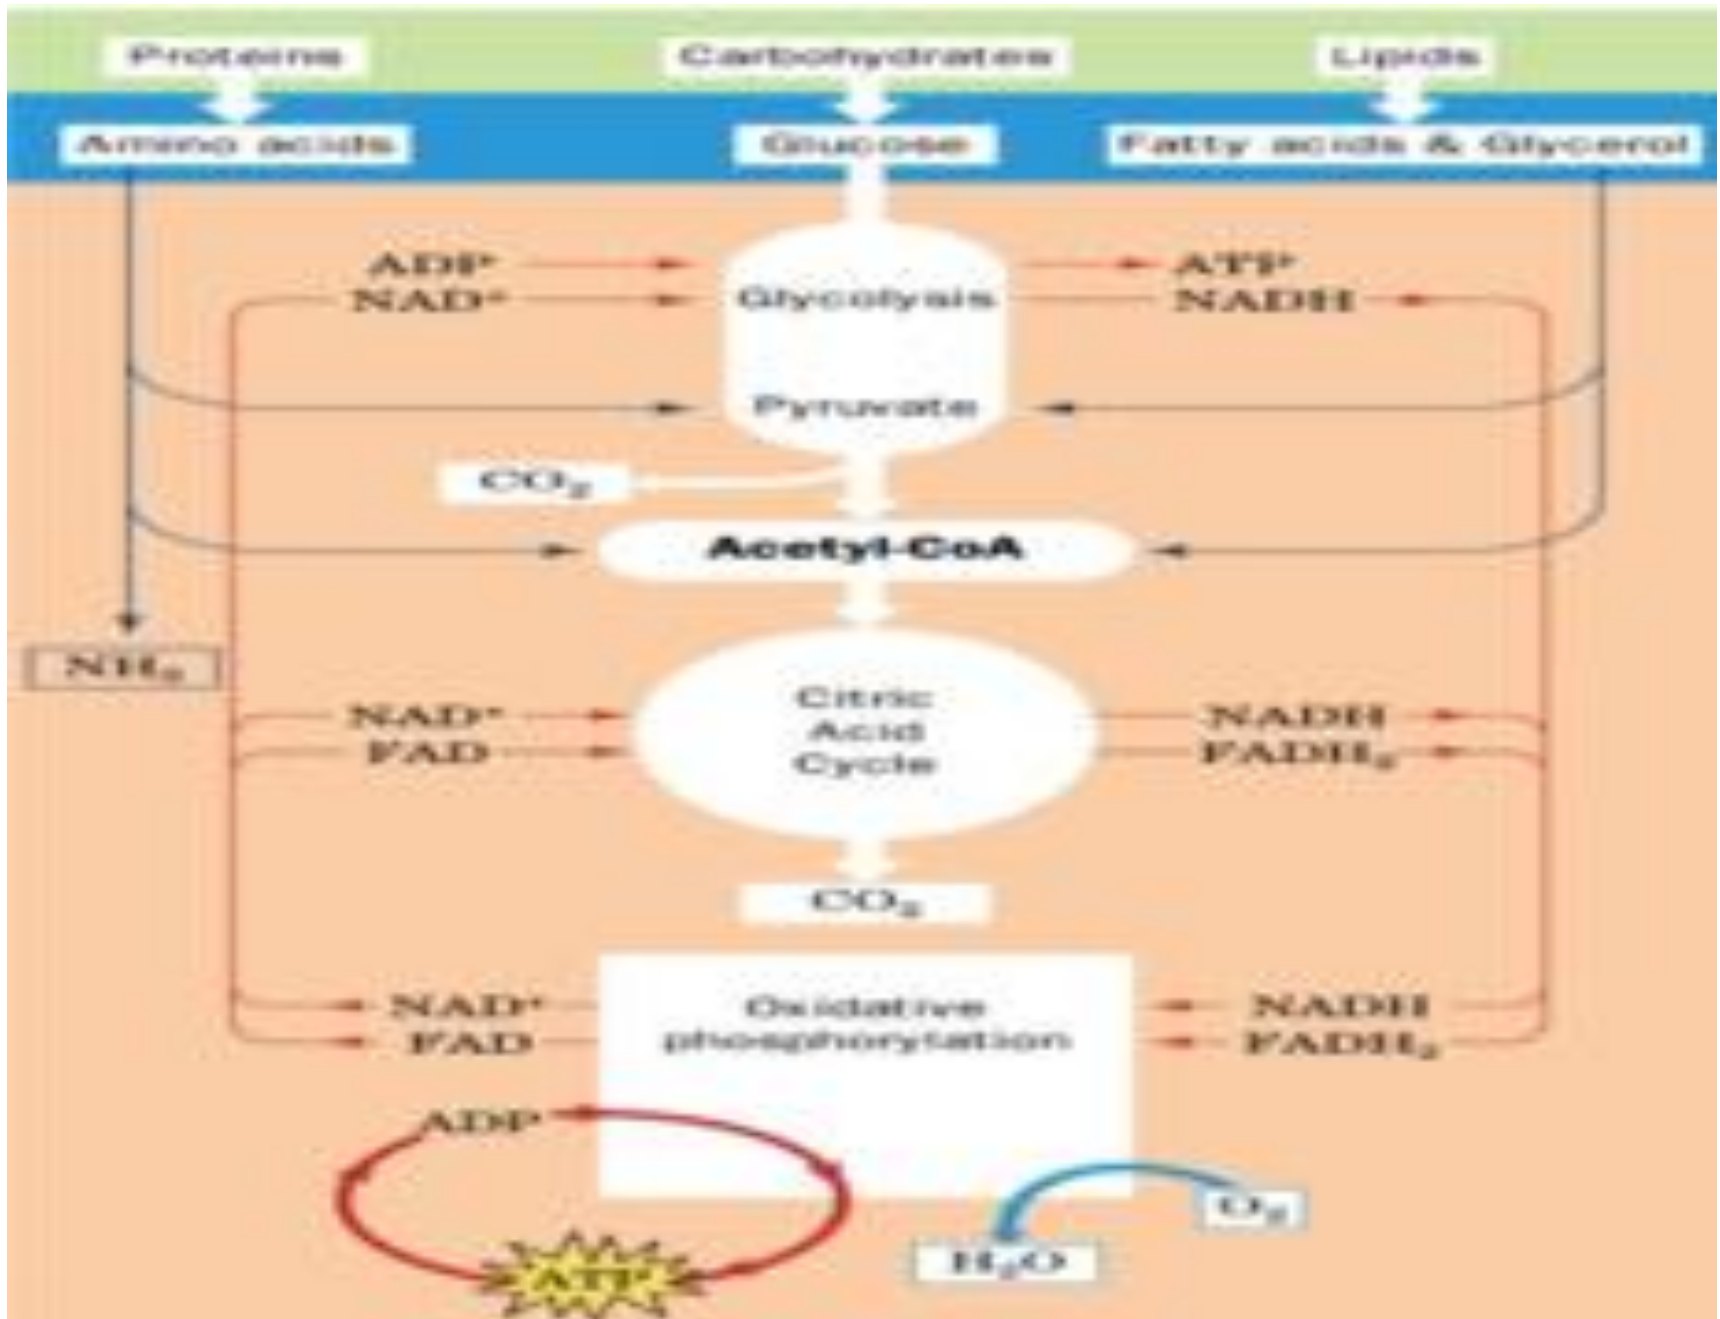 Proteins Carbohydrates Lipids
Amino acids Glucose Fatty acids & Glycerol
ADP ATP
NAD⁺ Glycolysis NADH
Pyruvate
CO₂
Acetyl-CoA
NH₃
Citric
NAD⁺ Acid NADH
FAD Cycle FADH₂
CO₂
NAD⁺ Oxidative NADH
FAD phosphorylation FADH₂
ADP
O₂
H₂O
ATP